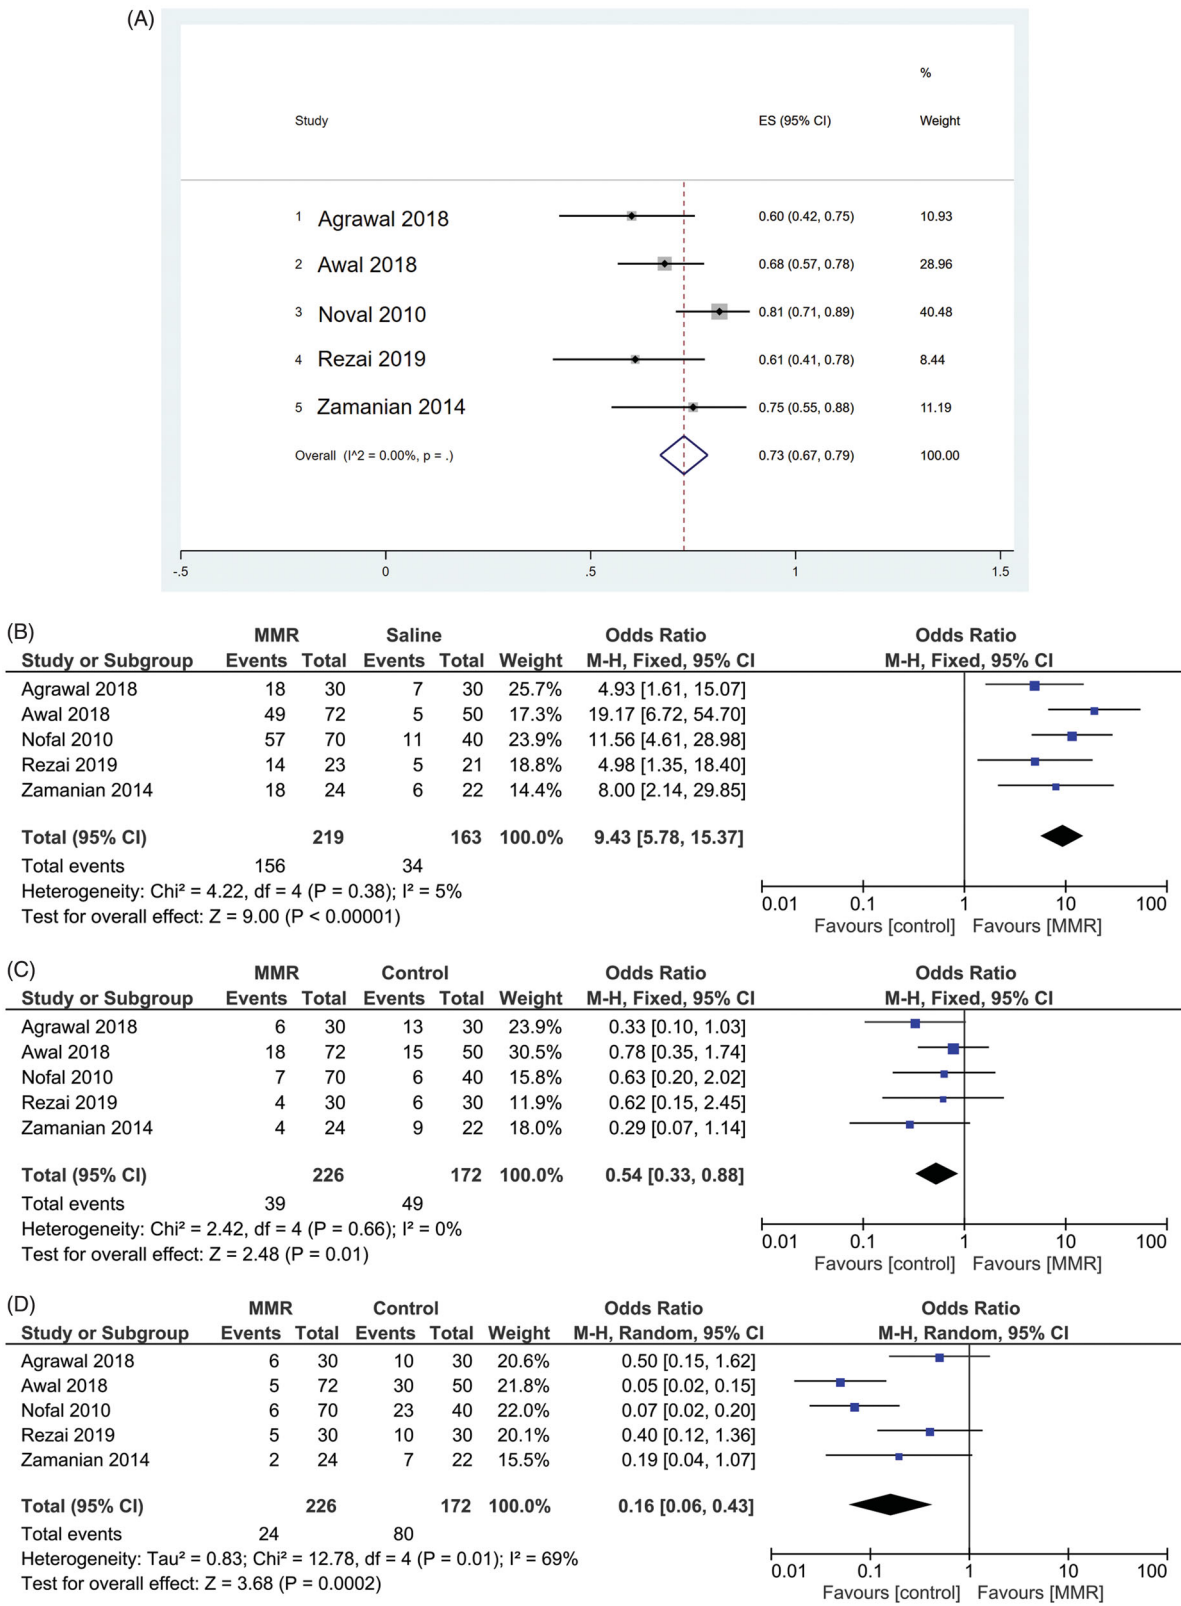 (A)
%
Study ES (95% CI) Weight
1 Agrawal 2018 0.60 (0.42, 0.75) 10.93
2 Awal 2018 0.68 (0.57, 0.78) 28.96
3 Noval 2010 0.81 (0.71, 0.89) 40.48
4 Rezai 2019 0.61 (0.41, 0.78) 8.44
5 Zamanian 2014 0.75 (0.55, 0.88) 11.19
Overall (I^2 = 0.00%, p = .) 0.73 (0.67, 0.79) 100.00
-.5 0 .5 1 1.5
(B)
MMR Saline Odds Ratio Odds Ratio
Study or Subgroup Events Total Events Total Weight M-H, Fixed, 95% CI M-H, Fixed, 95% CI
Agrawal 2018 18 30 7 30 25.7% 4.93 [1.61, 15.07]
Awal 2018 49 72 5 50 17.3% 19.17 [6.72, 54.70]
Nofal 2010 57 70 11 40 23.9% 11.56 [4.61, 28.98]
Rezai 2019 14 23 5 21 18.8% 4.98 [1.35, 18.40]
Zamanian 2014 18 24 6 22 14.4% 8.00 [2.14, 29.85]
Total (95% CI) 219 163 100.0% 9.43 [5.78, 15.37]
Total events 156 34
Heterogeneity: Chi² = 4.22, df = 4 (P = 0.38); I² = 5%
Test for overall effect: Z = 9.00 (P < 0.00001)
0.01 0.1 1 10 100
Favours [control] Favours [MMR]
(C)
MMR Control Odds Ratio Odds Ratio
Study or Subgroup Events Total Events Total Weight M-H, Fixed, 95% CI M-H, Fixed, 95% CI
Agrawal 2018 6 30 13 30 23.9% 0.33 [0.10, 1.03]
Awal 2018 18 72 15 50 30.5% 0.78 [0.35, 1.74]
Nofal 2010 7 70 6 40 15.8% 0.63 [0.20, 2.02]
Rezai 2019 4 30 6 30 11.9% 0.62 [0.15, 2.45]
Zamanian 2014 4 24 9 22 18.0% 0.29 [0.07, 1.14]
Total (95% CI) 226 172 100.0% 0.54 [0.33, 0.88]
Total events 39 49
Heterogeneity: Chi² = 2.42, df = 4 (P = 0.66); I² = 0%
Test for overall effect: Z = 2.48 (P = 0.01)
0.01 0.1 1 10 100
Favours [control] Favours [MMR]
(D)
MMR Control Odds Ratio Odds Ratio
Study or Subgroup Events Total Events Total Weight M-H, Random, 95% CI M-H, Random, 95% CI
Agrawal 2018 6 30 10 30 20.6% 0.50 [0.15, 1.62]
Awal 2018 5 72 30 50 21.8% 0.05 [0.02, 0.15]
Nofal 2010 6 70 23 40 22.0% 0.07 [0.02, 0.20]
Rezai 2019 5 30 10 30 20.1% 0.40 [0.12, 1.36]
Zamanian 2014 2 24 7 22 15.5% 0.19 [0.04, 1.07]
Total (95% CI) 226 172 100.0% 0.16 [0.06, 0.43]
Total events 24 80
Heterogeneity: Tau² = 0.83; Chi² = 12.78, df = 4 (P = 0.01); I² = 69%
Test for overall effect: Z = 3.68 (P = 0.0002)
0.01 0.1 1 10 100
Favours [control] Favours [MMR]